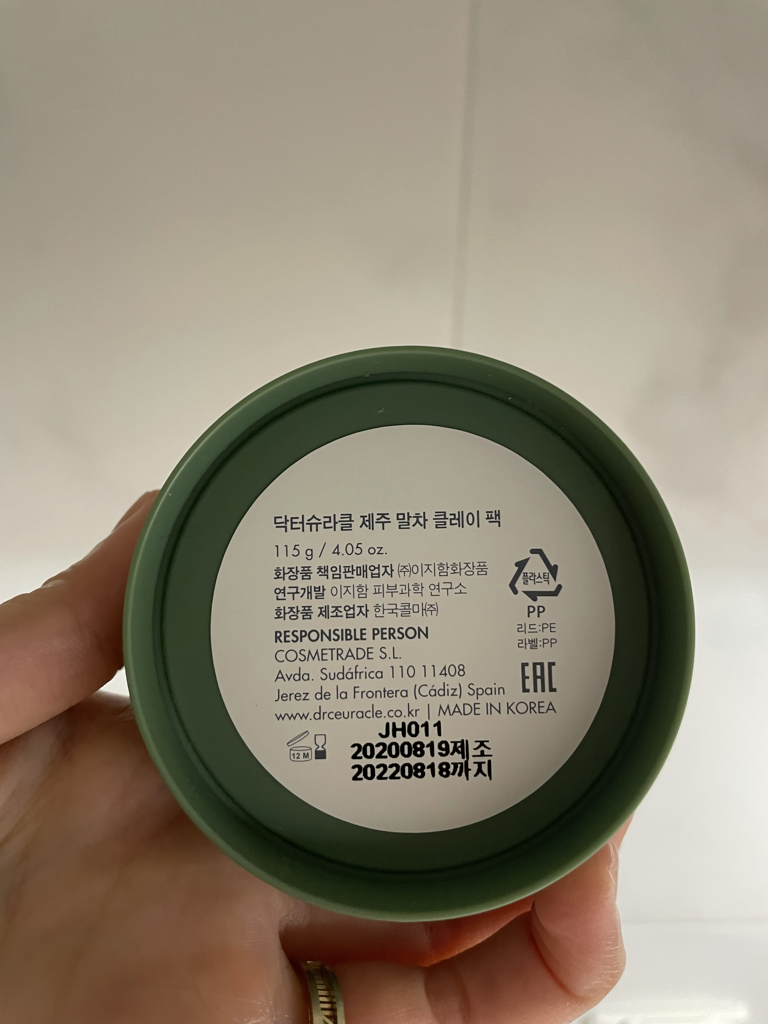 닥터슈라클 제주 말차 클레이 팩
115 g / 4.05 oz.
화장품 책임판매업자 ㈜이지함화장품
연구개발 이지함 피부과학 연구소
화장품 제조업자 한국콜마㈜
플라스틱
PP
리드:PE
라벨:PP
RESPONSIBLE PERSON
COSMETRADE S.L.
Avda. Sudáfrica 110 11408
Jerez de la Frontera (Cádiz) Spain
EAC
www.drceuracle.co.kr | MADE IN KOREA
12 M
JH011
20200819제조
20220818까지